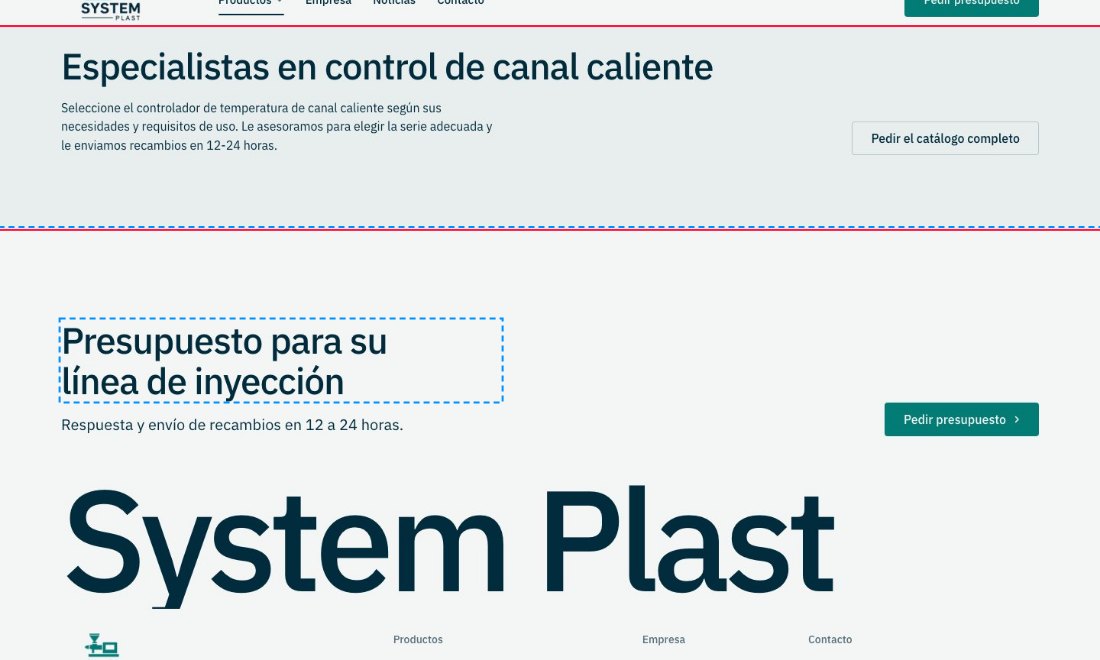 SYSTEM
PLAST
Productos
Empresa
Noticias
Contacto
Pedir presupuesto
Especialistas en control de canal caliente
Seleccione el controlador de temperatura de canal caliente según sus
necesidades y requisitos de uso. Le asesoramos para elegir la serie adecuada y
le enviamos recambios en 12-24 horas.
Pedir el catálogo completo
Presupuesto para su
línea de inyección
Respuesta y envío de recambios en 12 a 24 horas.
Pedir presupuesto
System Plast
Productos
Empresa
Contacto